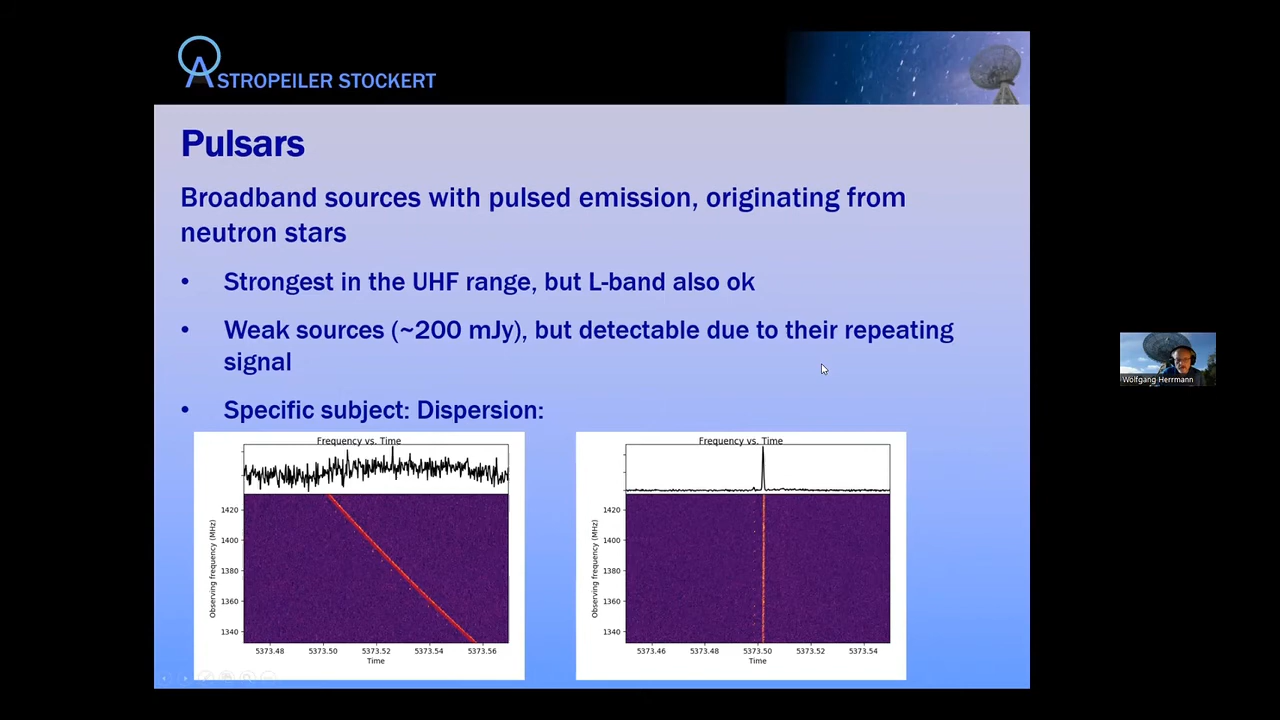 ASTROPEILER STOCKERT
Pulsars
Broadband sources with pulsed emission, originating from
neutron stars
• Strongest in the UHF range, but L-band also ok
• Weak sources (~200 mJy), but detectable due to their repeating
signal
• Specific subject: Dispersion:
Frequency vs. Time
Observing frequency (MHz)
1420
1400
1380
1360
1340
5373.48 5373.50 5373.52 5373.54 5373.56
Time
Frequency vs. Time
Observing frequency (MHz)
1420
1400
1380
1360
1340
5373.46 5373.48 5373.50 5373.52 5373.54
Time
Wolfgang Herrmann